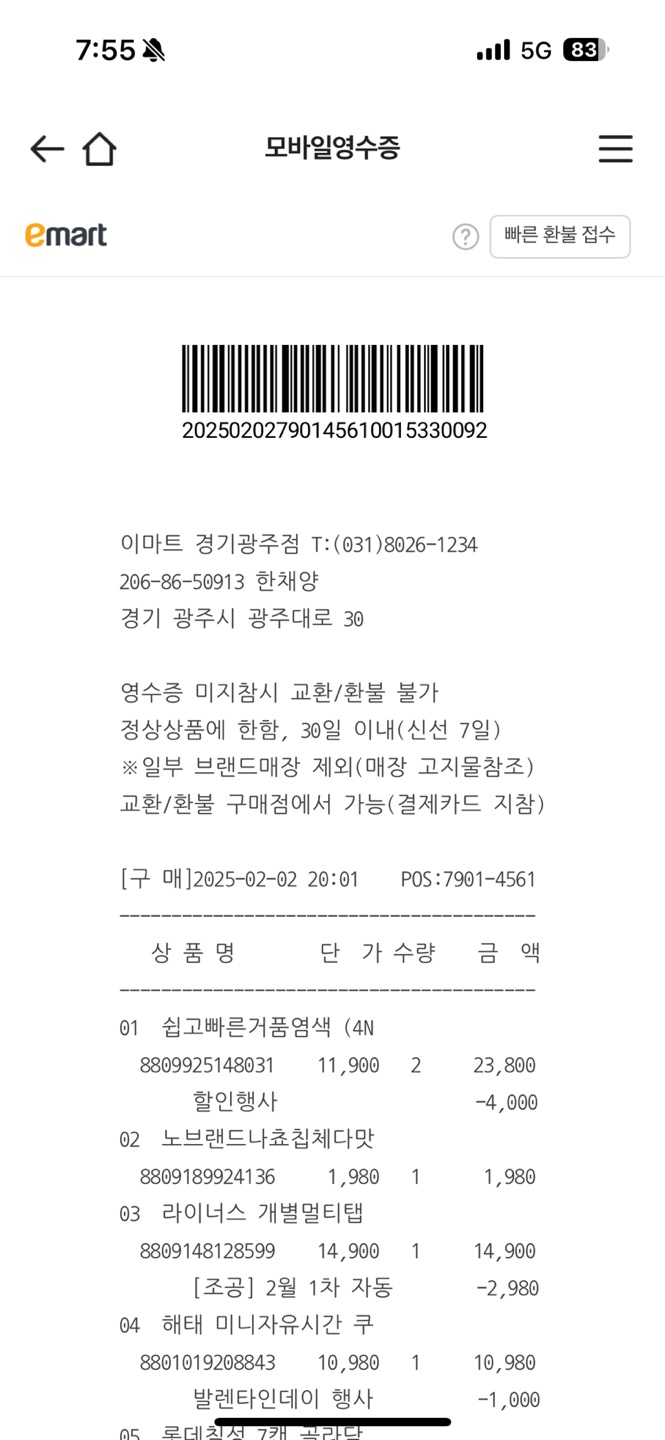 7:55 5G 83
모바일영수증
emart ? 빠른 환불 접수
20250202790145610015330092
이마트 경기광주점 T:(031)8026-1234
206-86-50913 한채양
경기 광주시 광주대로 30
영수증 미지참시 교환/환불 불가
정상상품에 한함, 30일 이내(신선 7일)
※일부 브랜드매장 제외(매장 고지물참조)
교환/환불 구매점에서 가능(결제카드 지참)
[구 매]2025-02-02 20:01 POS:7901-4561
----------------------------------------
상 품 명 단 가 수량 금 액
----------------------------------------
01 쉽고빠른거품염색 (4N
8809925148031 11,900 2 23,800
할인행사 -4,000
02 노브랜드나쵸칩체다맛
8809189924136 1,980 1 1,980
03 라이너스 개별멀티탭
8809148128599 14,900 1 14,900
[조공] 2월 1차 자동 -2,980
04 해태 미니자유시간 쿠
8801019208843 10,980 1 10,980
발렌타인데이 행사 -1,000
05 롯데칠성 7캔